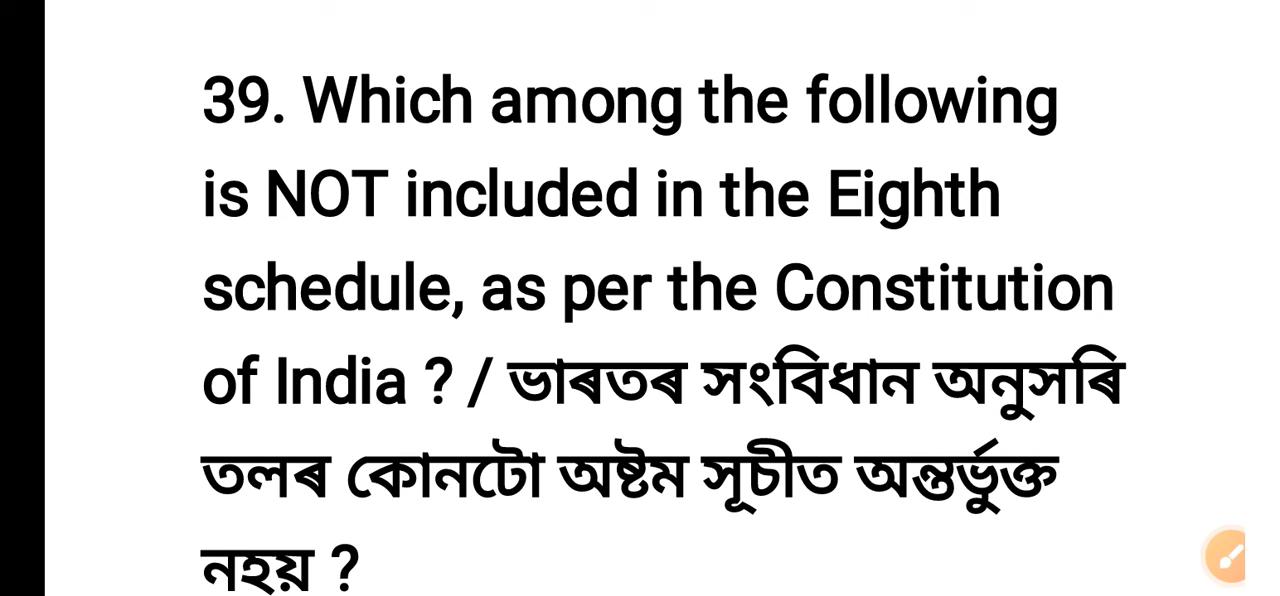 39. Which among the following
is NOT included in the Eighth
schedule, as per the Constitution
of India ? / ভাৰতৰ সংবিধান অনুসৰি
তলৰ কোনটো অষ্টম সূচীত অন্তৰ্ভুক্ত
নহয় ?